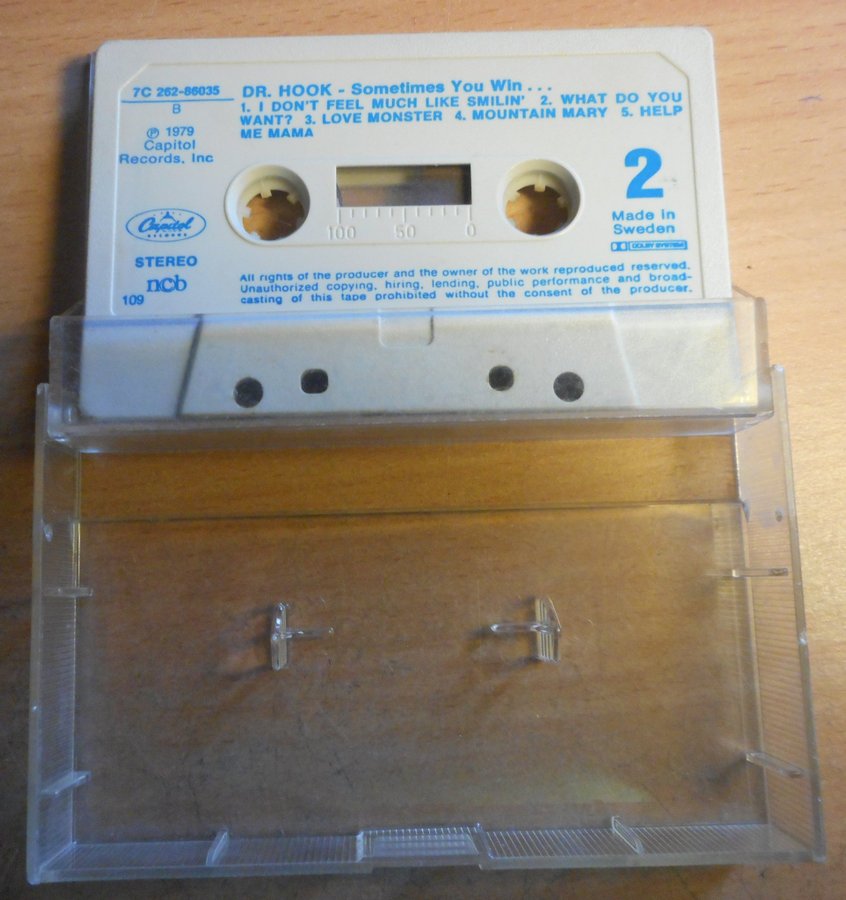 7C 262-86035
B
℗ 1979
Capitol
Records, Inc
DR. HOOK - Sometimes You Win . . .
1. I DON'T FEEL MUCH LIKE SMILIN' 2. WHAT DO YOU
WANT? 3. LOVE MONSTER 4. MOUNTAIN MARY 5. HELP
ME MAMA
2
Made in
Sweden
DOLBY SYSTEM
100 50 0
Capitol
RECORDS
STEREO
ncb
109
All rights of the producer and the owner of the work reproduced reserved.
Unauthorized copying, hiring, lending, public performance and broad-
casting of this tape prohibited without the consent of the producer.